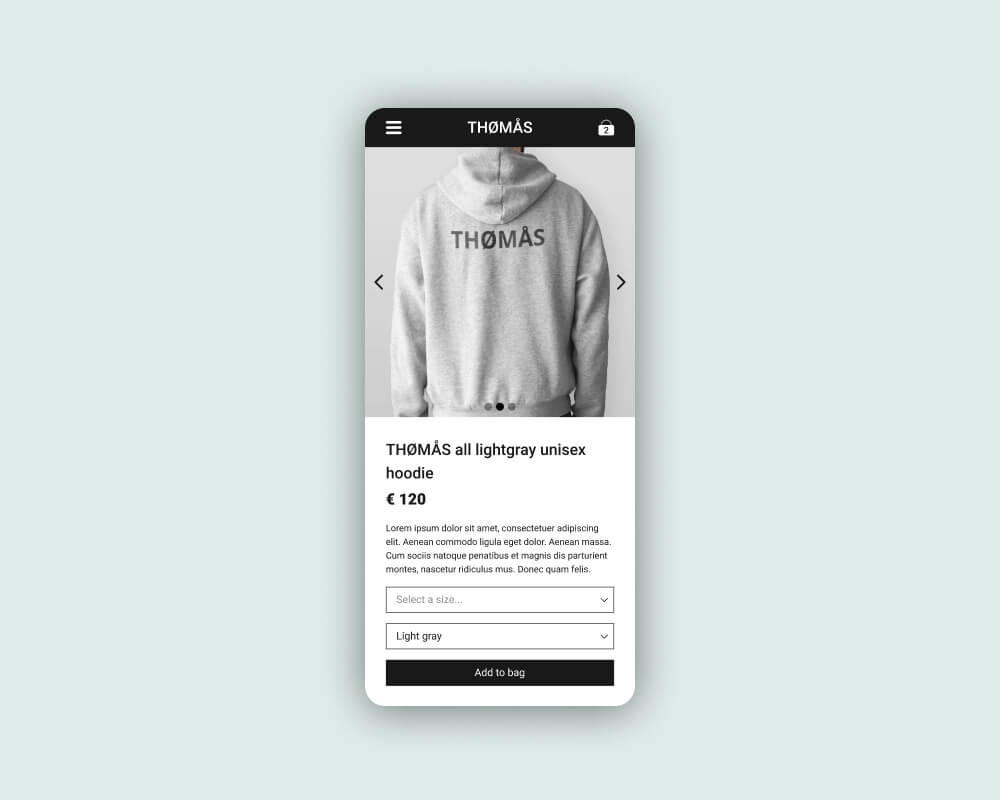 THØMÅS
2
THØMÅS
THØMÅS all lightgray unisex
hoodie
€ 120
Lorem ipsum dolor sit amet, consectetuer adipiscing
elit. Aenean commodo ligula eget dolor. Aenean massa.
Cum sociis natoque penatibus et magnis dis parturient
montes, nascetur ridiculus mus. Donec quam felis.
Select a size...
Light gray
Add to bag